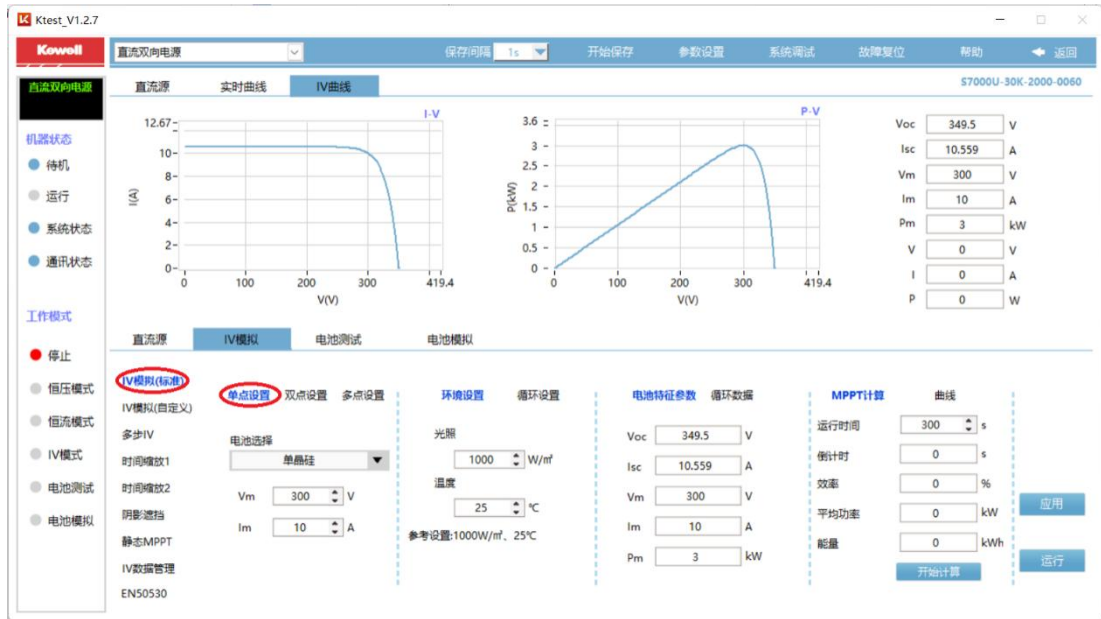 Ktest_V1.2.7
Kewell
直流双向电源
保存间隔 1s 开始保存 参数设置 系统调试 故障复位 帮助 返回
直流双向电源
直流源 实时曲线 IV曲线
S7000U-30K-2000-0060
机器状态
待机
运行
系统状态
通讯状态
工作模式
停止
恒压模式
恒流模式
IV模式
电池测试
电池模拟
I-V
12.67
10
8
6
4
2
0
I(A)
0 100 200 300 419.4
V(V)
P-V
3.6
3
2.5
2
1.5
1
0.5
0
P(kW)
0 100 200 300 419.4
V(V)
Voc 349.5 V
Isc 10.559 A
Vm 300 V
Im 10 A
Pm 3 kW
V 0 V
I 0 A
P 0 W
直流源 IV模拟 电池测试 电池模拟
IV模拟(标准)
IV模拟(自定义)
多步IV
时间缩放1
时间缩放2
阴影遮挡
静态MPPT
IV数据管理
EN50530
单点设置 双点设置 多点设置
电池选择
单晶硅
Vm 300 V
Im 10 A
环境设置 循环设置
光照
1000 W/㎡
温度
25 ℃
参考设置:1000W/㎡、25℃
电池特征参数 循环数据
Voc 349.5 V
Isc 10.559 A
Vm 300 V
Im 10 A
Pm 3 kW
MPPT计算 曲线
运行时间 300 s
倒计时 0 s
效率 0 %
平均功率 0 kW
能量 0 kWh
开始计算
应用
运行